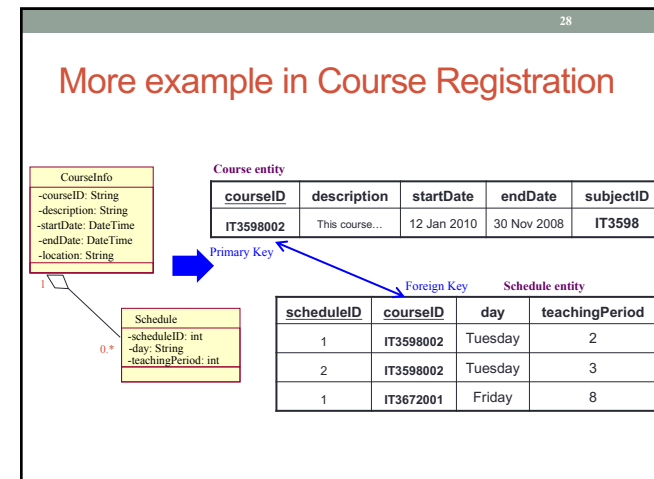 28
More example in Course Registration
CourseInfo
-courseID: String
-description: String
-startDate: DateTime
-endDate: DateTime
-location: String
1
0.*
Schedule
-scheduleID: int
-day: String
-teachingPeriod: int
Course entity
courseID description startDate endDate subjectID
IT3598002 This course... 12 Jan 2010 30 Nov 2008 IT3598
Primary Key
Foreign Key Schedule entity
scheduleID courseID day teachingPeriod
1 IT3598002 Tuesday 2
2 IT3598002 Tuesday 3
1 IT3672001 Friday 8